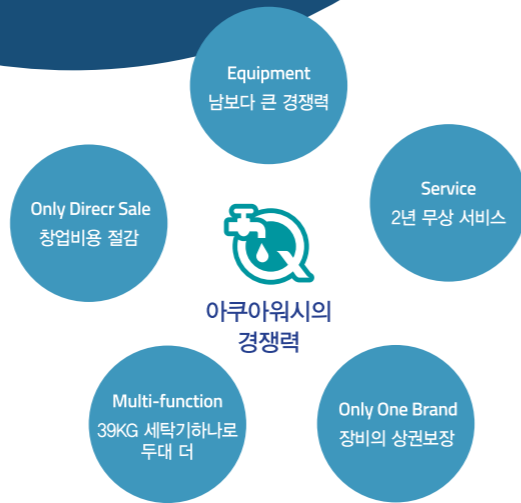 Equipment
남보다 큰 경쟁력
Only Direcr Sale
창업비용 절감
Service
2년 무상 서비스
아쿠아워시의
경쟁력
Multi-function
39KG 세탁기하나로
두대 더
Only One Brand
장비의 상권보장